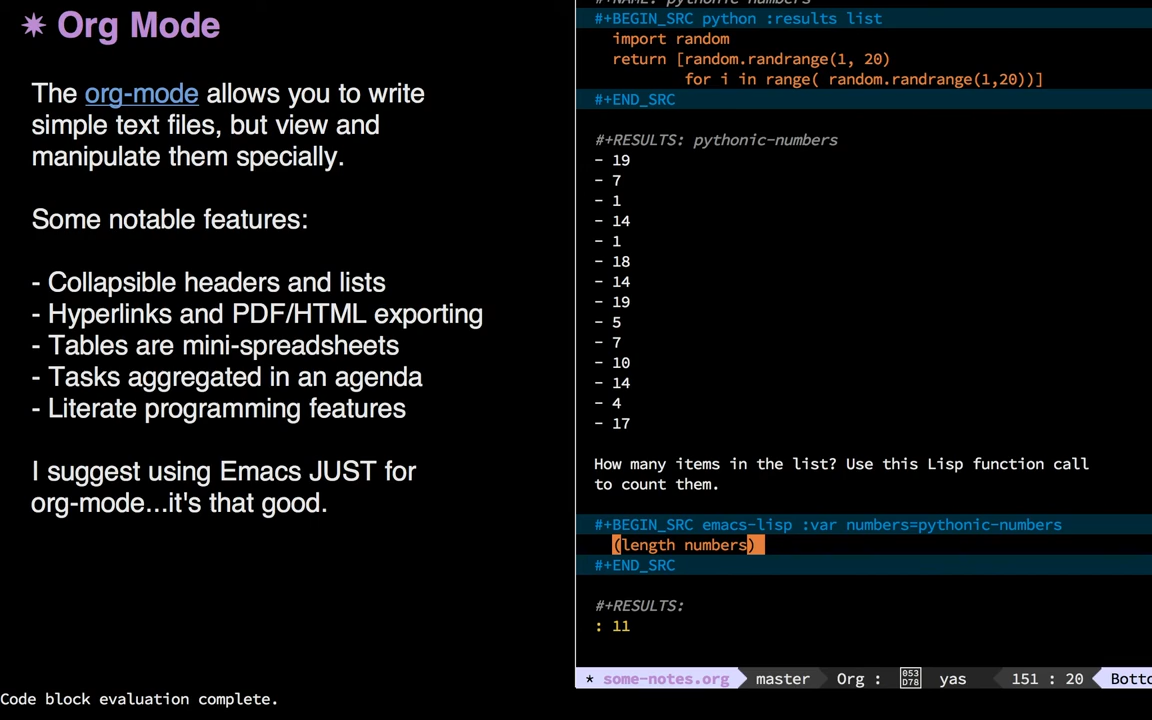 ✷ Org Mode
The org-mode allows you to write
simple text files, but view and
manipulate them specially.
Some notable features:
- Collapsible headers and lists
- Hyperlinks and PDF/HTML exporting
- Tables are mini-spreadsheets
- Tasks aggregated in an agenda
- Literate programming features
I suggest using Emacs JUST for
org-mode...it's that good.
#+NAME: pythonic-numbers
#+BEGIN_SRC python :results list
import random
return [random.randrange(1, 20)
for i in range( random.randrange(1,20))]
#+END_SRC
#+RESULTS: pythonic-numbers
- 19
- 7
- 1
- 14
- 1
- 18
- 14
- 19
- 5
- 7
- 10
- 14
- 4
- 17
How many items in the list? Use this Lisp function call
to count them.
#+BEGIN_SRC emacs-lisp :var numbers=pythonic-numbers
(length numbers)
#+END_SRC
#+RESULTS:
: 11
* some-notes.org master Org : 053 D78 yas 151 : 20 Botto
Code block evaluation complete.